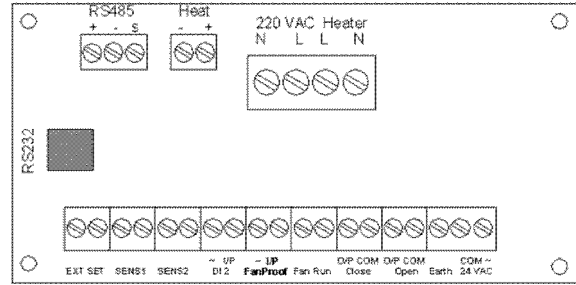 RS485 Heat
+ - S - - +
220 VAC Heater
N L L N
RS232
~ I/P ~ I/P O/P COM O/P COM COM ~
EXT SET SENS1 SENS2 DI 2 FanProof Fan Run Close Open Earth 24 VAC